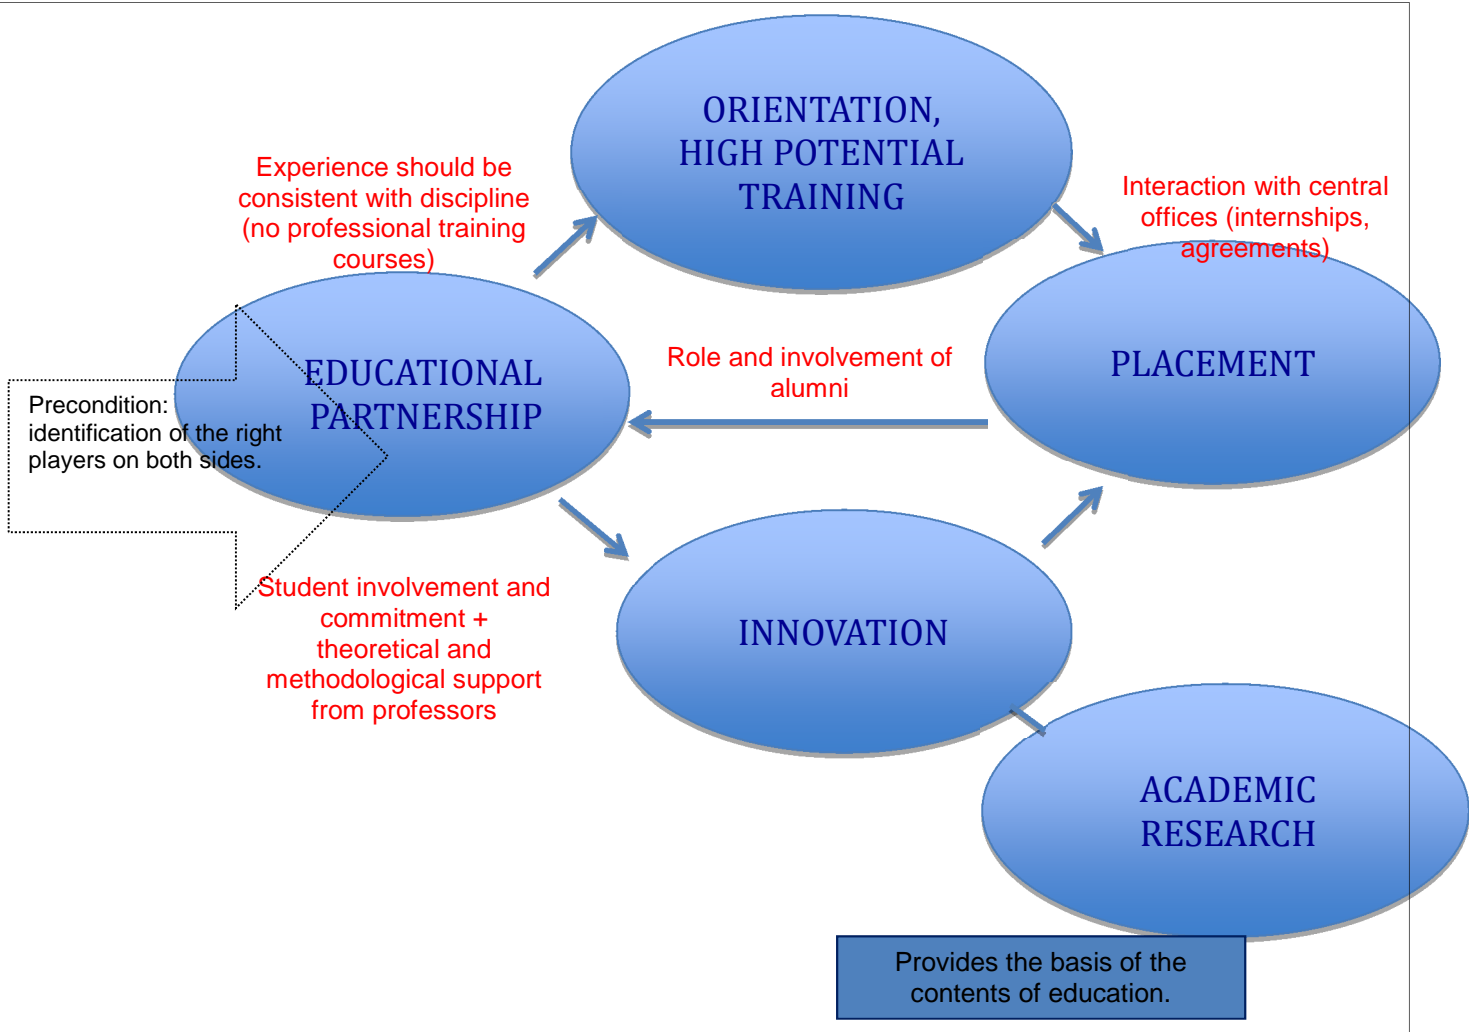 ORIENTATION,
HIGH POTENTIAL
TRAINING
Experience should be
consistent with discipline
(no professional training
courses)
Interaction with central
offices (internships,
agreements)
EDUCATIONAL
PARTNERSHIP
Precondition:
identification of the right
players on both sides.
Role and involvement of
alumni
PLACEMENT
Student involvement and
commitment +
theoretical and
methodological support
from professors
INNOVATION
ACADEMIC
RESEARCH
Provides the basis of the
contents of education.